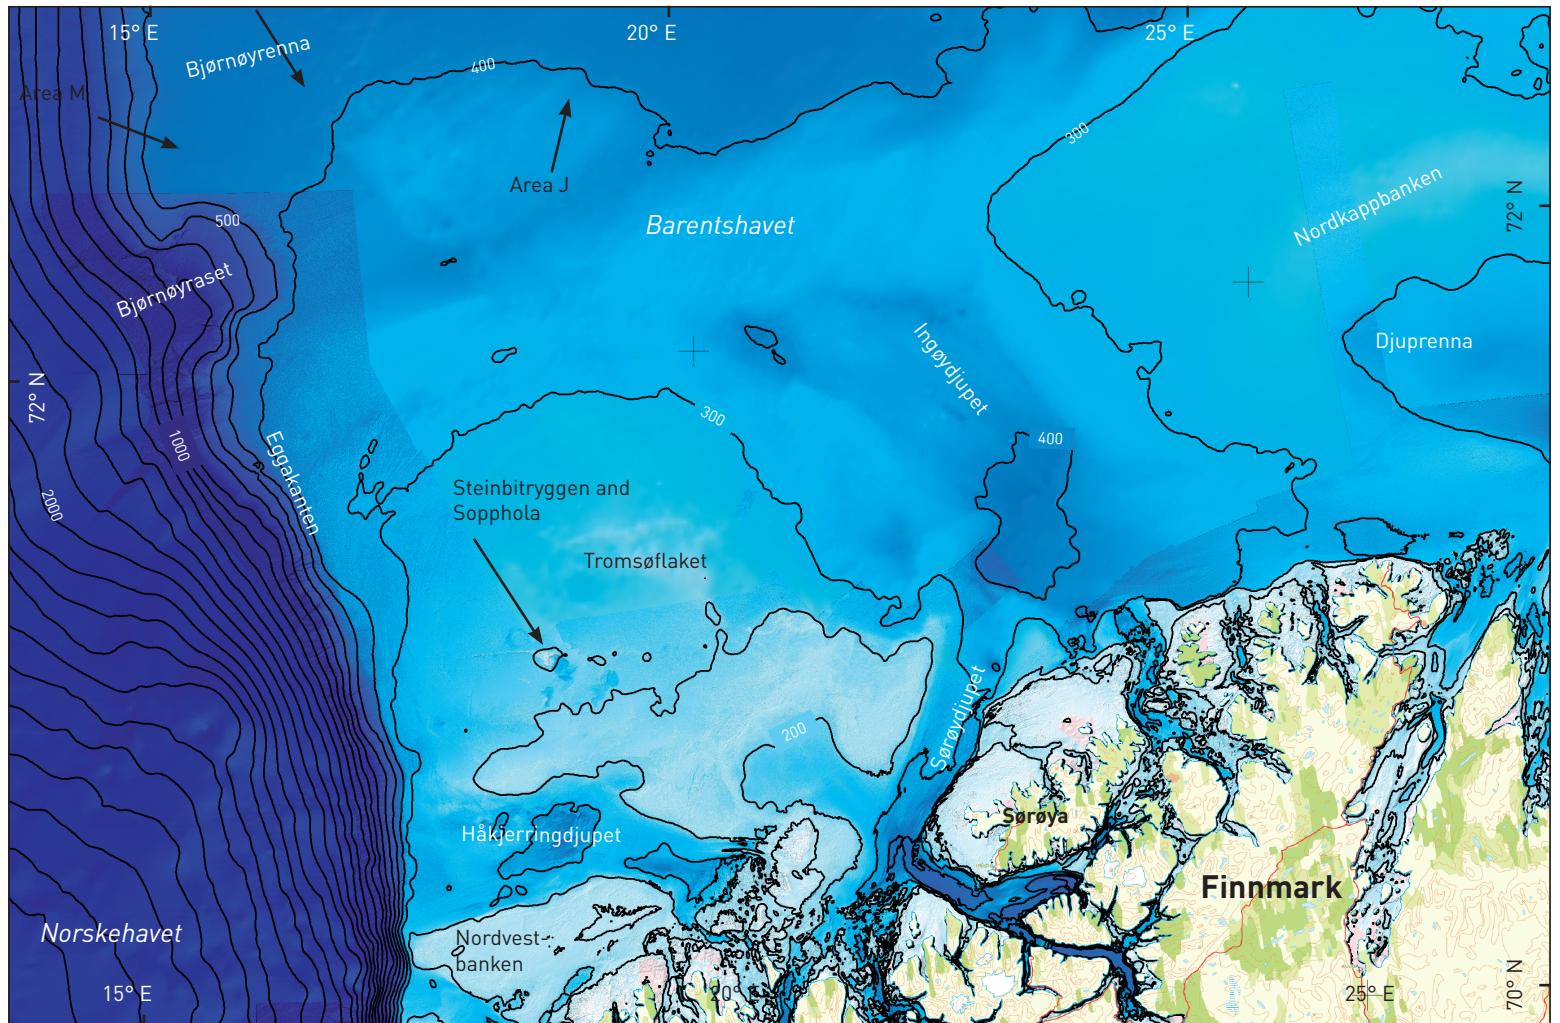 15° E
20° E
25° E
Bjørnøyrenna
400
Area M
300
Area J
72° N
Nordkappbanken
500
Barentshavet
Bjørnøyraset
Djuprenna
Ingøydjupet
72° N
300
1000
400
Eggakanten
2000
Steinbitryggen and
Sopphola
Tromsøflaket
Sørøydjupet
200
Sørøya
Håkjerringdjupet
Finnmark
Norskehavet
Nordvest-
banken
15° E
20° E
25° E
70° N